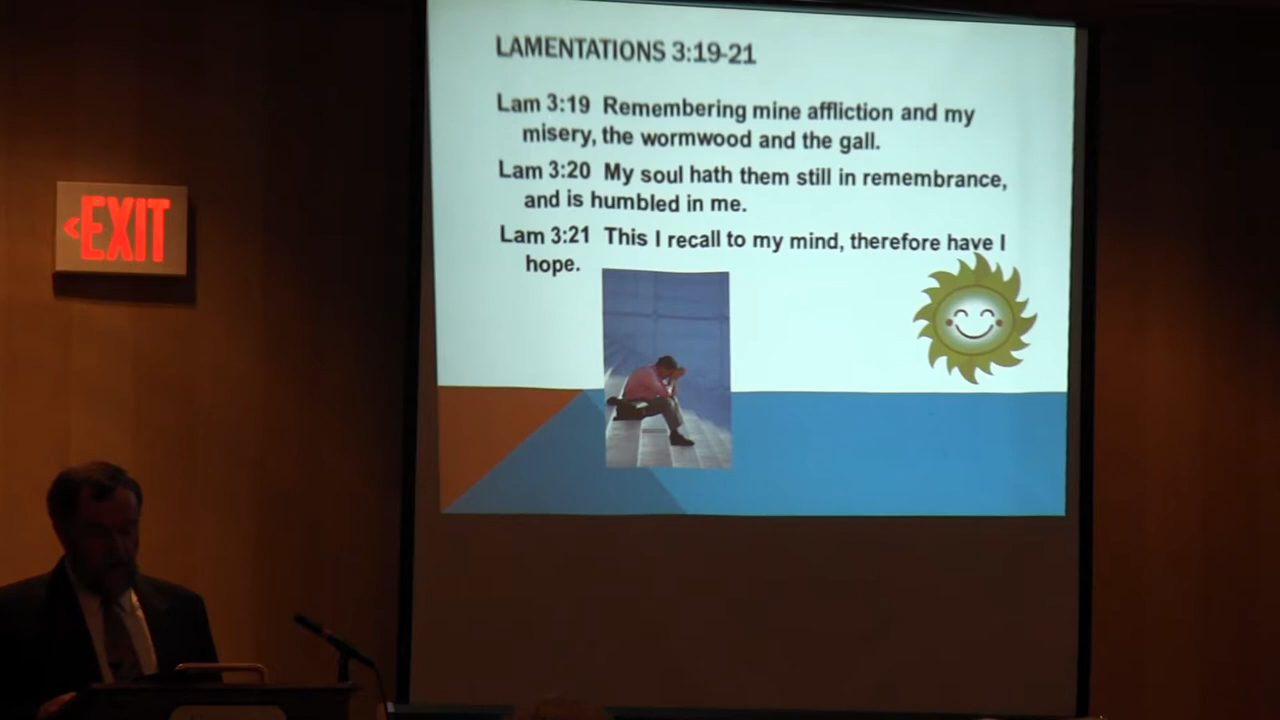 LAMENTATIONS 3:19-21
Lam 3:19 Remembering mine affliction and my
misery, the wormwood and the gall.
Lam 3:20 My soul hath them still in remembrance,
and is humbled in me.
Lam 3:21 This I recall to my mind, therefore have I
hope.
<EXIT